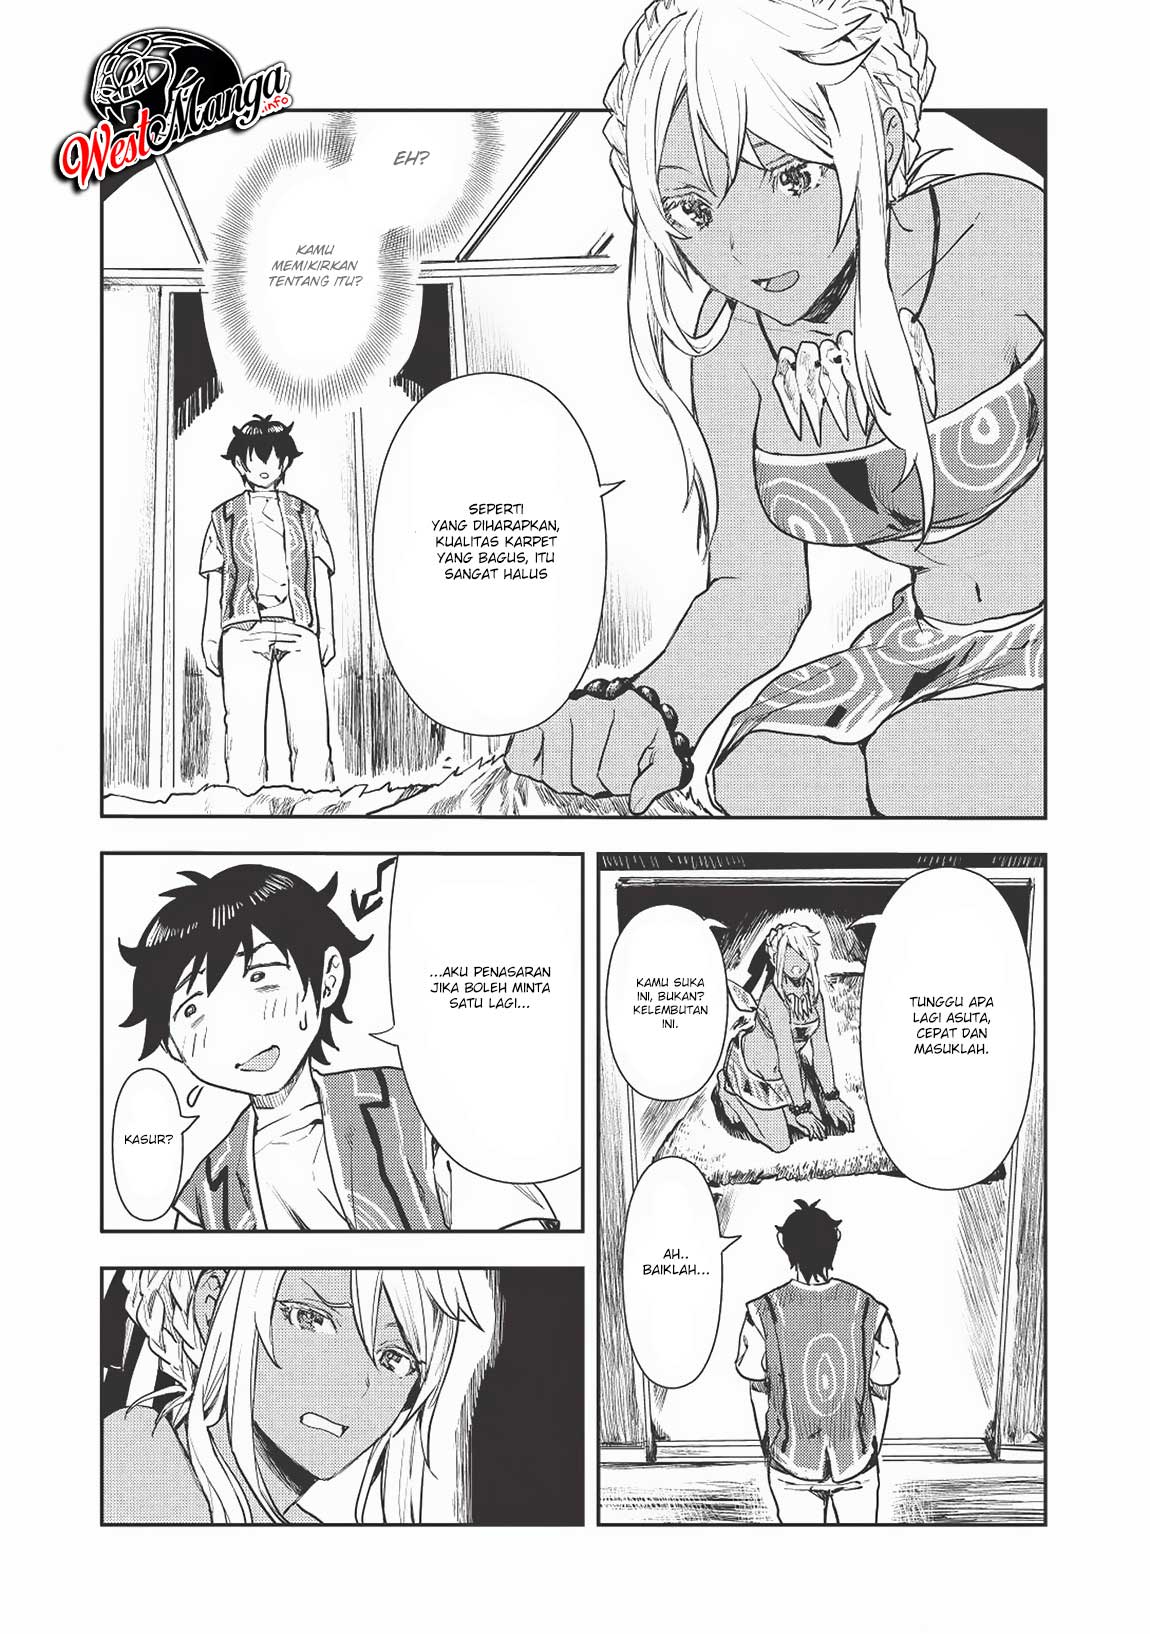 WestManga
.info
EH?
KAMU
MEMIKIRKAN
TENTANG ITU?
SEPERTI
YANG DIHARAPKAN,
KUALITAS KARPET
YANG BAGUS, ITU
SANGAT HALUS
TUNGGU APA
LAGI ASUTA,
CEPAT DAN
MASUKLAH.
KAMU SUKA
INI, BUKAN?
KELEMBUTAN
INI.
AH..
BAIKLAH...
...AKU PENASARAN
JIKA BOLEH MINTA
SATU LAGI...
KASUR?